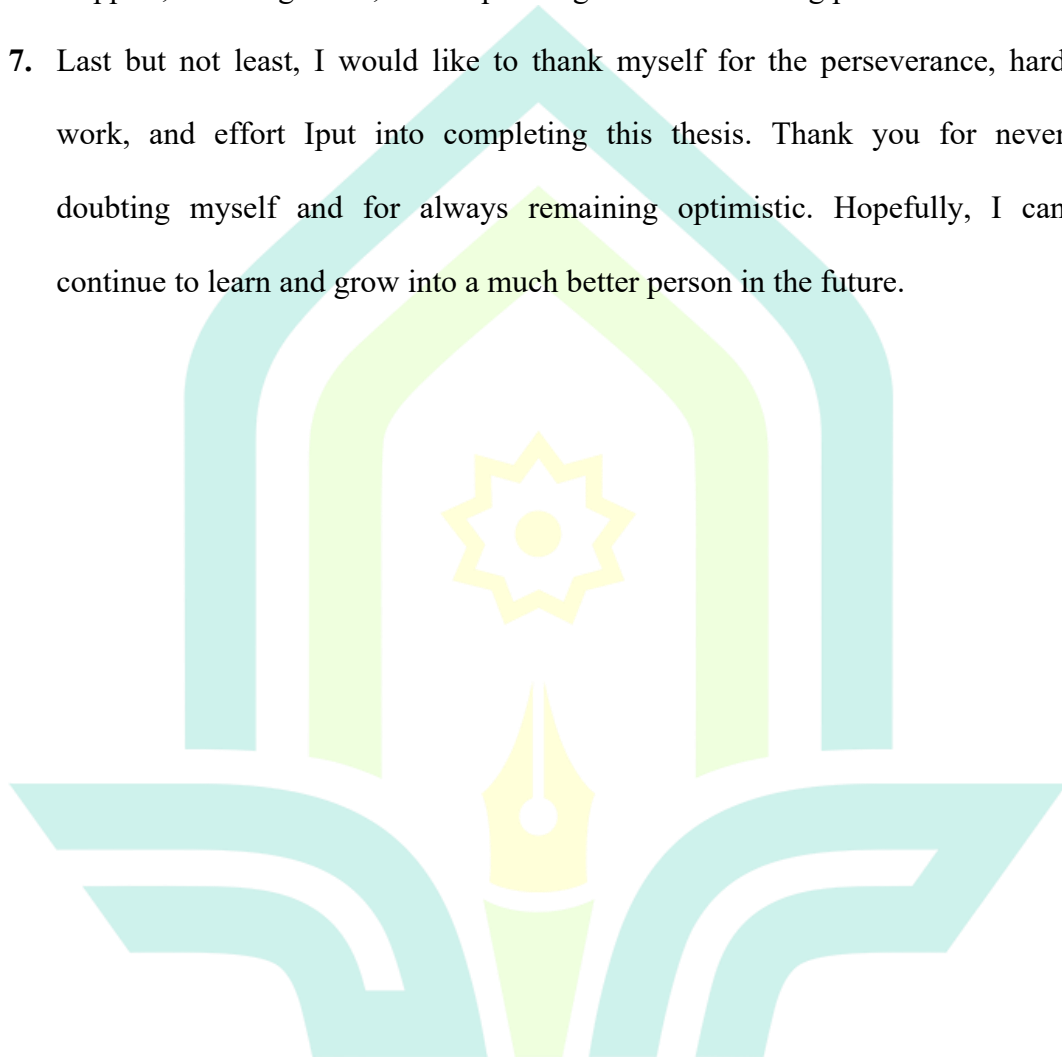 7. Last but not least, I would like to thank myself for the perseverance, hard
work, and effort Iput into completing this thesis. Thank you for never
doubting myself and for always remaining optimistic. Hopefully, I can
continue to learn and grow into a much better person in the future.